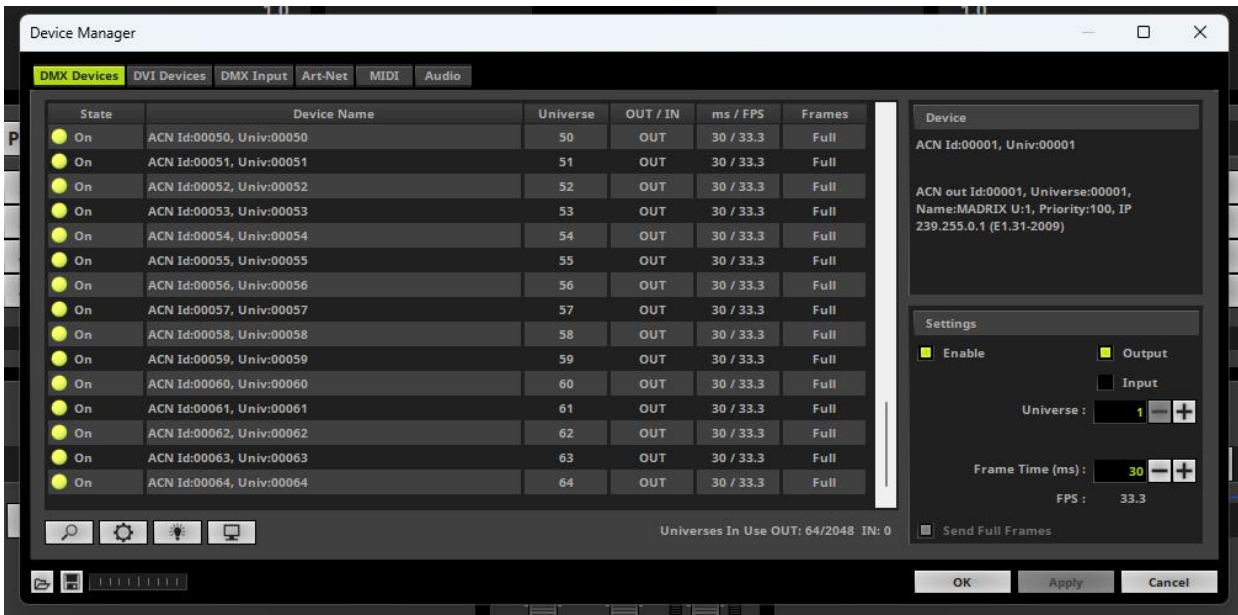 Device Manager
DMX Devices DVI Devices DMX Input Art-Net MIDI Audio
State Device Name Universe OUT / IN ms / FPS Frames
On ACN Id:00050, Univ:00050 50 OUT 30 / 33.3 Full
On ACN Id:00051, Univ:00051 51 OUT 30 / 33.3 Full
On ACN Id:00052, Univ:00052 52 OUT 30 / 33.3 Full
On ACN Id:00053, Univ:00053 53 OUT 30 / 33.3 Full
On ACN Id:00054, Univ:00054 54 OUT 30 / 33.3 Full
On ACN Id:00055, Univ:00055 55 OUT 30 / 33.3 Full
On ACN Id:00056, Univ:00056 56 OUT 30 / 33.3 Full
On ACN Id:00057, Univ:00057 57 OUT 30 / 33.3 Full
On ACN Id:00058, Univ:00058 58 OUT 30 / 33.3 Full
On ACN Id:00059, Univ:00059 59 OUT 30 / 33.3 Full
On ACN Id:00060, Univ:00060 60 OUT 30 / 33.3 Full
On ACN Id:00061, Univ:00061 61 OUT 30 / 33.3 Full
On ACN Id:00062, Univ:00062 62 OUT 30 / 33.3 Full
On ACN Id:00063, Univ:00063 63 OUT 30 / 33.3 Full
On ACN Id:00064, Univ:00064 64 OUT 30 / 33.3 Full
Universes In Use OUT: 64/2048 IN: 0
Device
ACN Id:00001, Univ:00001
ACN out Id:00001, Universe:00001,
Name:MADRIX U:1, Priority:100, IP
239.255.0.1 (E1.31-2009)
Settings
Enable Output
Input
Universe : 1
Frame Time (ms) : 30
FPS : 33.3
Send Full Frames
OK Apply Cancel